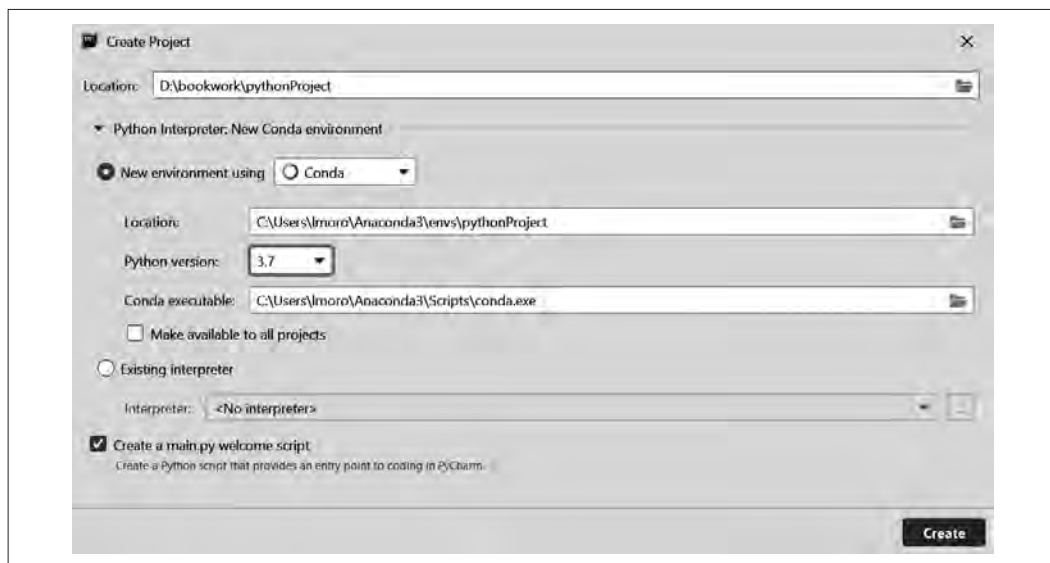 Create Project
Location: D:\bookwork\pythonProject
Python Interpreter: New Conda environment
New environment using Conda
Location: C:\Users\lmoro\Anaconda3\envs\pythonProject
Python version: 3.7
Conda executable: C:\Users\lmoro\Anaconda3\Scripts\conda.exe
Make available to all projects
Existing interpreter
Interpreter: <No interpreter>
Create a main.py welcome script
Create a Python script that provides an entry point to coding in PyCharm.
Create